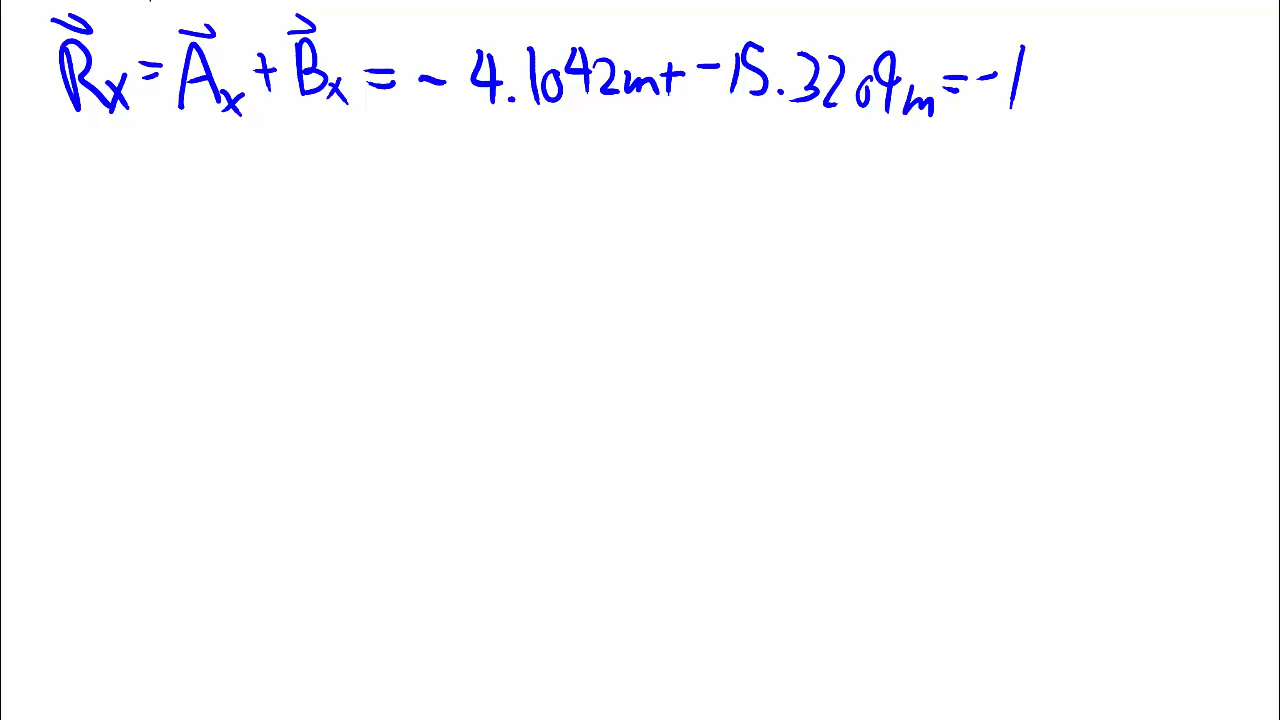 R⃗ₓ = A⃗ₓ + B⃗ₓ = - 4.1042m + -15.3209m = -1